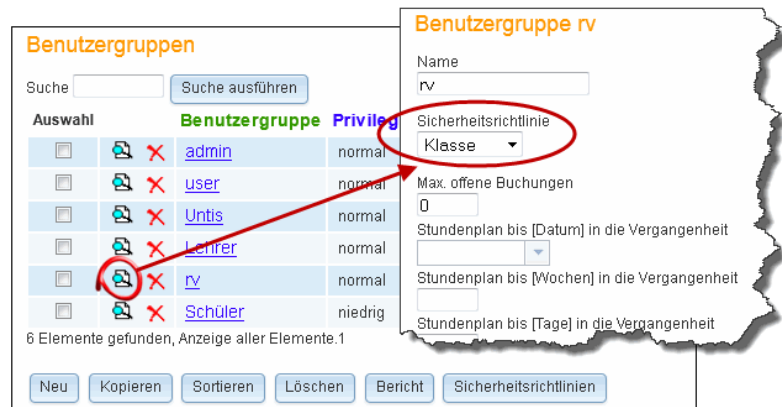 Benutzergruppen
Suche Suche ausführen
Auswahl Benutzergruppe Privileg
admin normal
user normal
Untis normal
Lehrer normal
rv normal
Schüler niedrig
6 Elemente gefunden, Anzeige aller Elemente.1
Neu Kopieren Sortieren Löschen Bericht Sicherheitsrichtlinien
Benutzergruppe rv
Name
rv
Sicherheitsrichtlinie
Klasse
Max. offene Buchungen
0
Stundenplan bis [Datum] in die Vergangenheit
Stundenplan bis [Wochen] in die Vergangenheit
Stundenplan bis [Tage] in die Vergangenheit